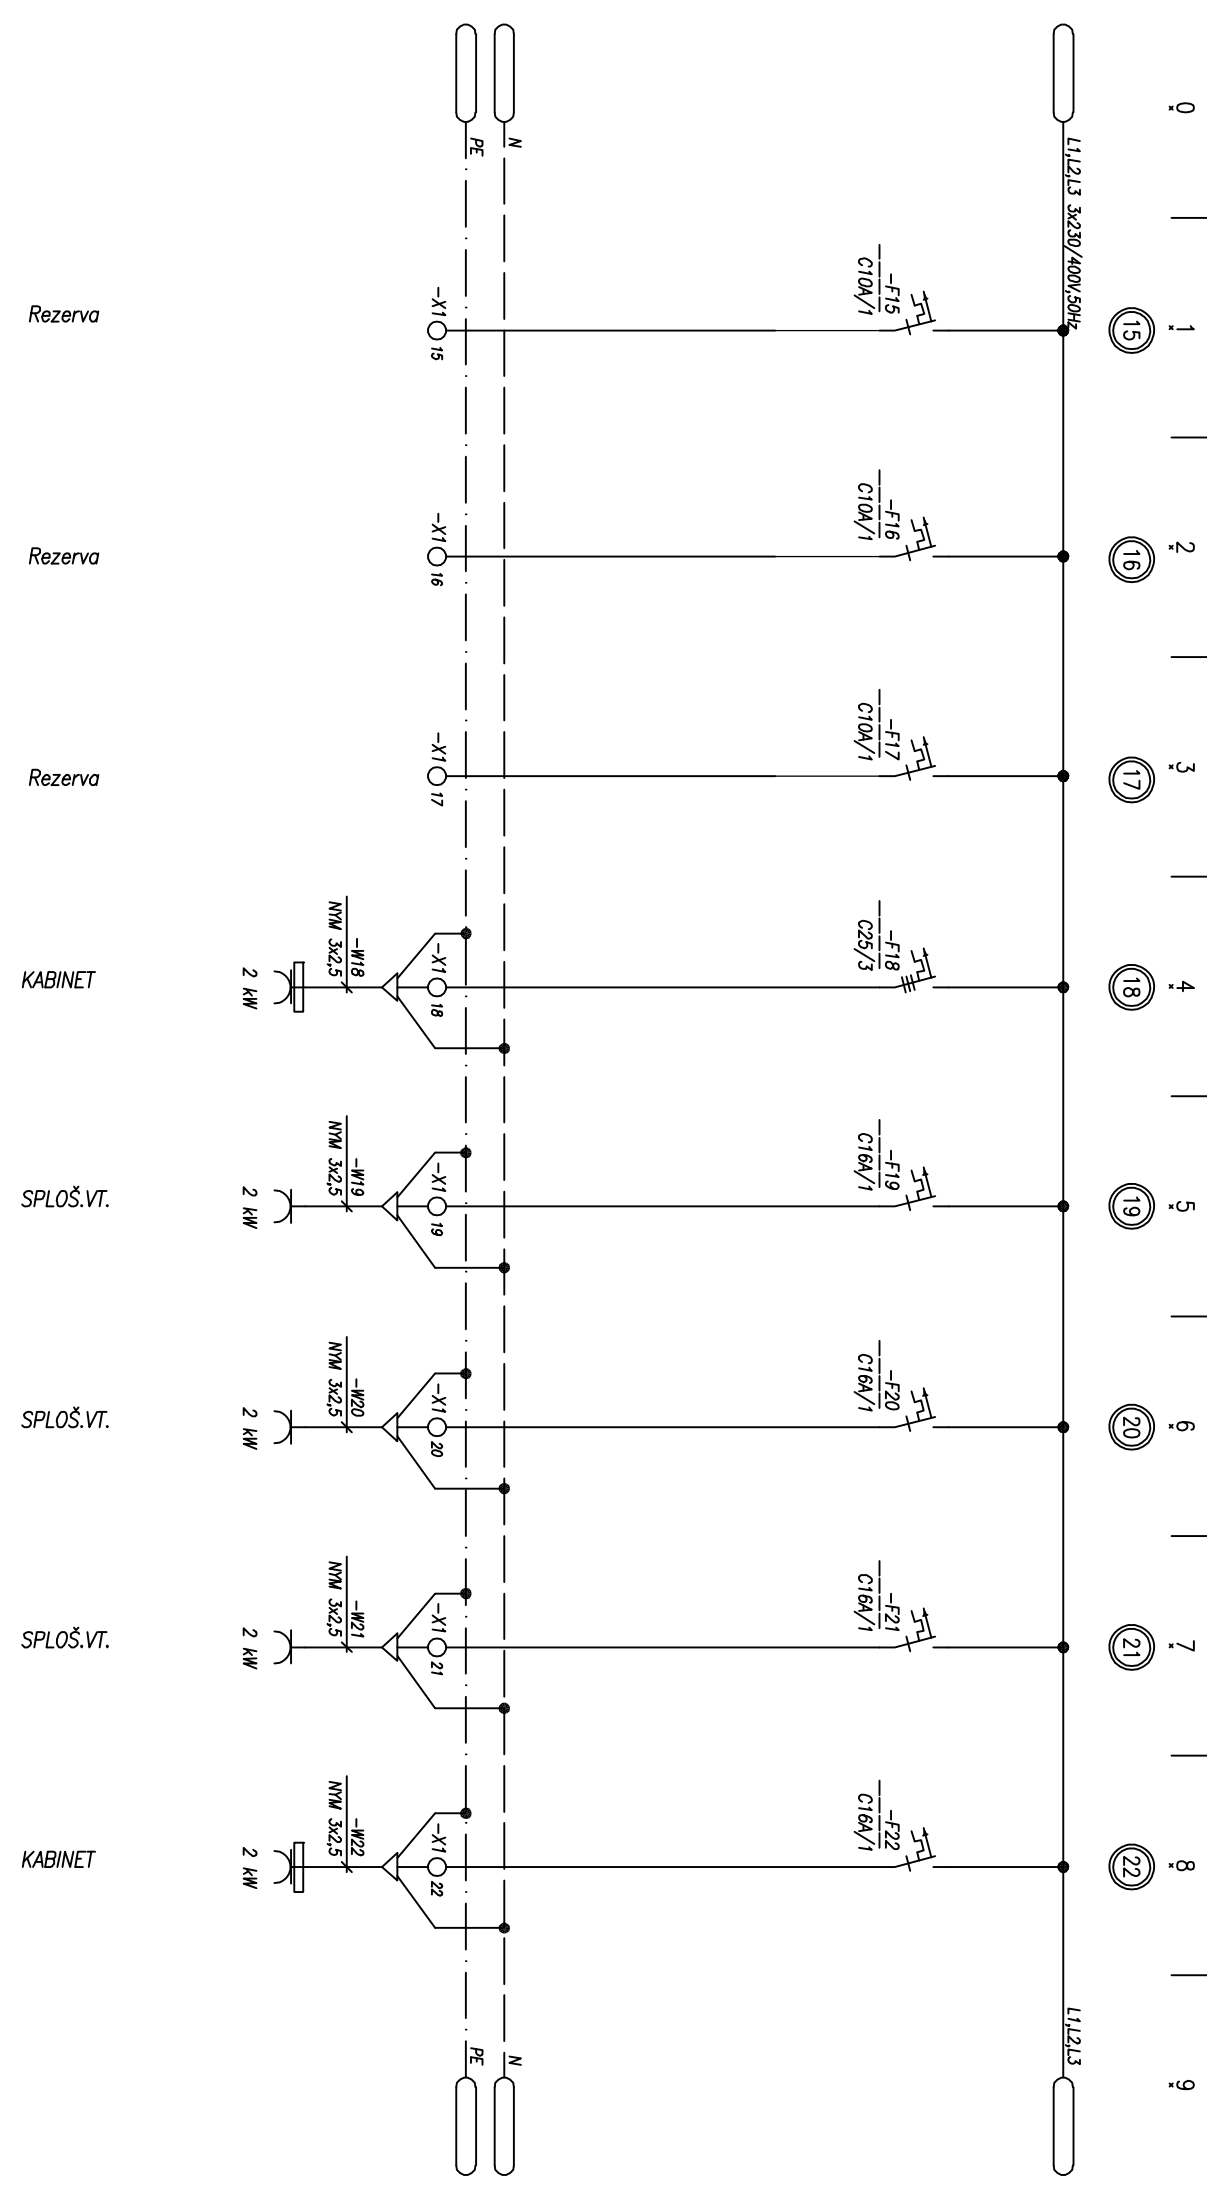 0
1
2
3
4
5
6
7
8
9
15
16
17
18
19
20
21
22
L1,L2,L3 3x230/400V,50Hz
L1,L2,L3
-F15
C10A/1
-F16
C10A/1
-F17
C10A/1
-F18
C25/3
-F19
C16A/1
-F20
C16A/1
-F21
C16A/1
-F22
C16A/1
N
N
PE
PE
-X1
15
-X1
16
-X1
17
-X1
18
-X1
19
-X1
20
-X1
21
-X1
22
-W18
NYM 3x2,5
-W19
NYM 3x2,5
-W20
NYM 3x2,5
-W21
NYM 3x2,5
-W22
NYM 3x2,5
2 kW
2 kW
2 kW
2 kW
2 kW
Rezerva
Rezerva
Rezerva
KABINET
SPLOŠ.VT.
SPLOŠ.VT.
SPLOŠ.VT.
KABINET